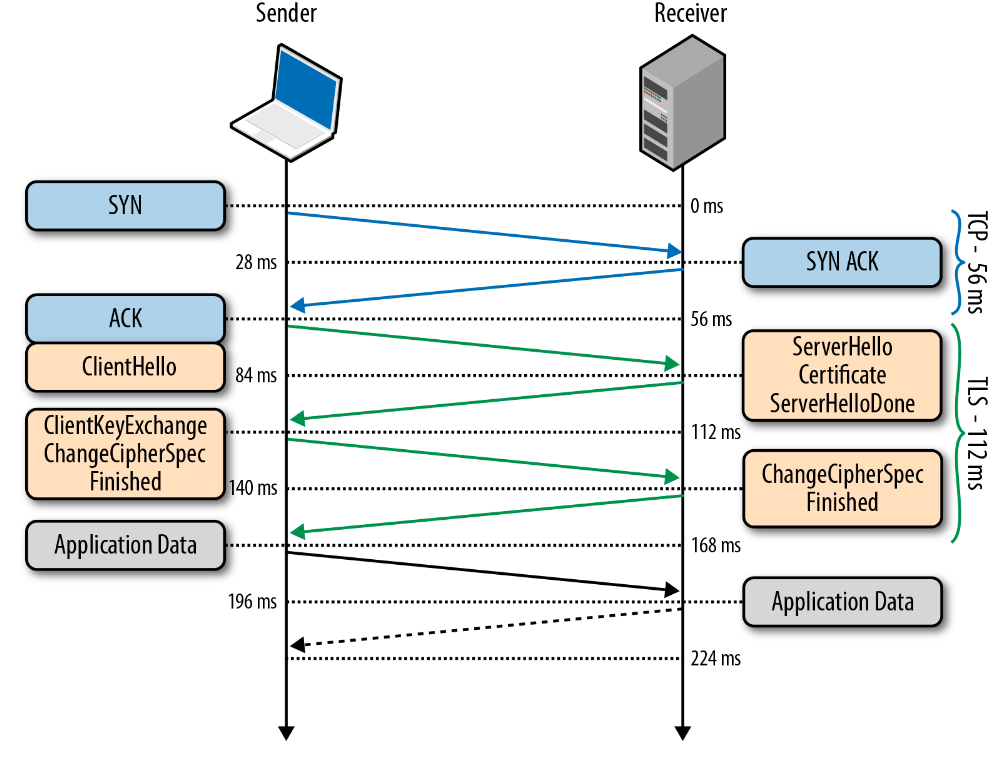 Sender
Receiver
SYN
0 ms
28 ms
SYN ACK
TCP - 56 ms
ACK
56 ms
ClientHello
84 ms
ServerHello
Certificate
ServerHelloDone
TLS - 112 ms
ClientKeyExchange
ChangeCipherSpec
Finished
112 ms
140 ms
ChangeCipherSpec
Finished
Application Data
168 ms
196 ms
Application Data
224 ms